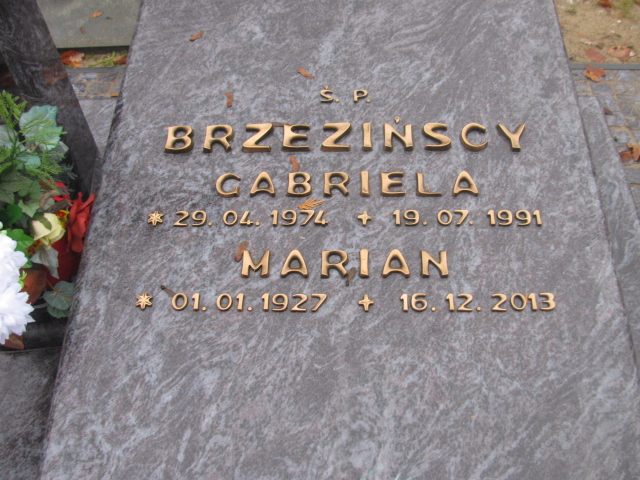 Ś. P.
BRZEZIŃSCY
GABRIELA
* 29. 04. 1974 + 19. 07. 1991
MARIAN
* 01. 01. 1927 + 16. 12. 2013